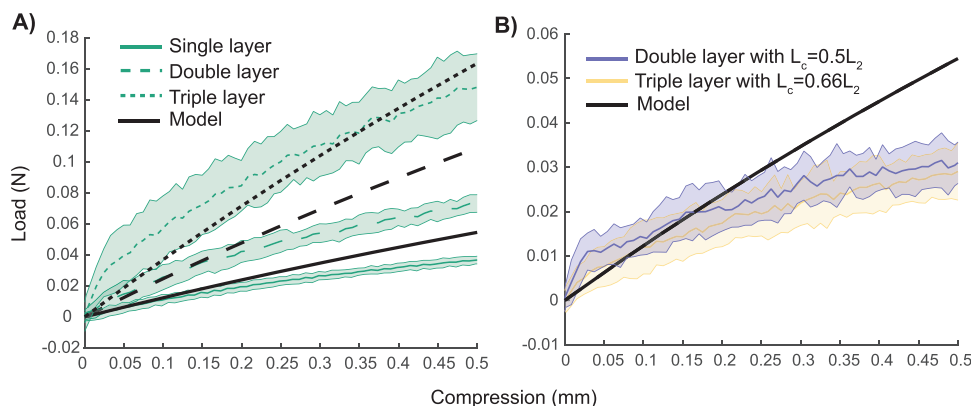 A)
0.18
0.16
0.14
0.12
0.1
0.08
0.06
0.04
0.02
0
-0.02
Load (N)
Single layer
Double layer
Triple layer
Model
0 0.05 0.1 0.15 0.2 0.25 0.3 0.35 0.4 0.45 0.5
B)
0.06
0.05
0.04
0.03
0.02
0.01
0
-0.01
Double layer with L_c=0.5L_2
Triple layer with L_c=0.66L_2
Model
0 0.05 0.1 0.15 0.2 0.25 0.3 0.35 0.4 0.45 0.5
Compression (mm)